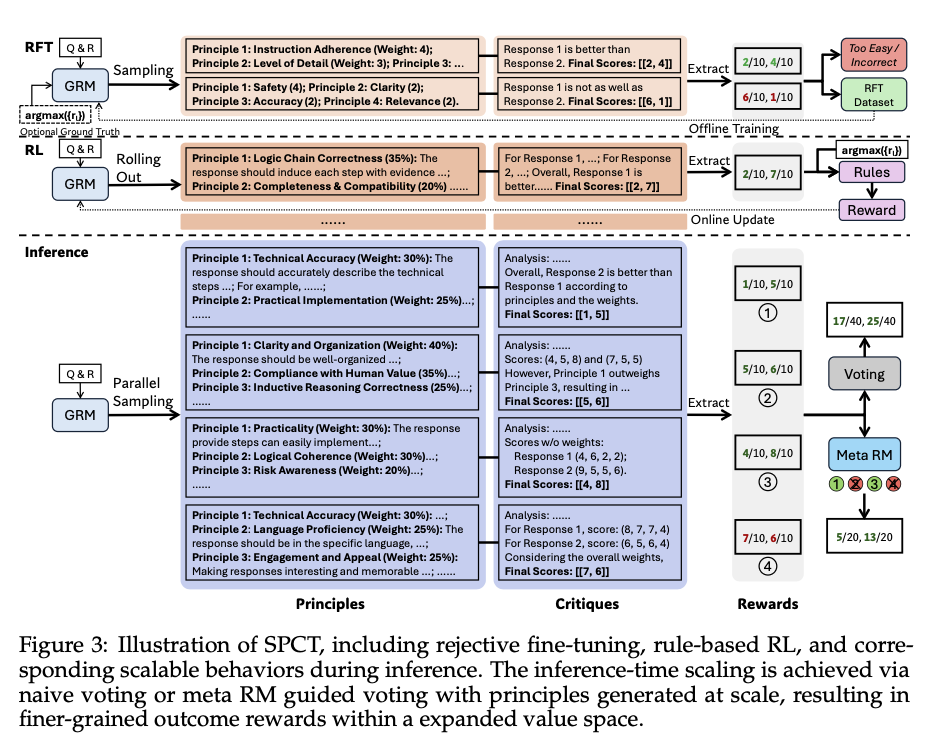 RFT
Q & R
GRM
argmax({rᵢ})
Optional Ground Truth
Sampling
Principle 1: Instruction Adherence (Weight: 4);
Principle 2: Level of Detail (Weight: 3); Principle 3: ...
Principle 1: Safety (4); Principle 2: Clarity (2);
Principle 3: Accuracy (2); Principle 4: Relevance (2).
Response 1 is better than
Response 2. Final Scores: [[2, 4]]
Response 1 is not as well as
Response 2. Final Scores: [[6, 1]]
Extract
2/10, 4/10
6/10, 1/10
Too Easy /
Incorrect
RFT
Dataset
Offline Training
RL
Q & R
GRM
Rolling
Out
Principle 1: Logic Chain Correctness (35%): The
response should induce each step with evidence ...;
Principle 2: Completeness & Compatibility (20%) ......
For Response 1, ...; For Response
2, ...; Overall, Response 1 is
better...... Final Scores: [[2, 7]]
Extract
2/10, 7/10
argmax({rᵢ})
Rules
Reward
......
......
Online Update
Inference
Q & R
GRM
Parallel
Sampling
Principle 1: Technical Accuracy (Weight: 30%): The
response should accurately describe the technical
steps ...; For example, ......;
Principle 2: Practical Implementation (Weight: 25%)...;
......
Analysis: ......
Overall, Response 2 is better than
Response 1 according to
principles and the weights.
Final Scores: [[1, 5]]
Principle 1: Clarity and Organization (Weight: 40%):
The response should be well-organized ...;
Principle 2: Compliance with Human Value (35%)...;
Principle 3: Inductive Reasoning Correctness (25%)...;
......
Analysis: ......
Scores: (4, 5, 8) and (7, 5, 5)
However, Principle 1 outweighs
Principle 3, resulting in ...
Final Scores: [[5, 6]]
Principle 1: Practicality (Weight: 30%): The response
provide steps can easily implement...;
Principle 2: Logical Coherence (Weight: 30%)...;
Principle 3: Risk Awareness (Weight: 20%)...;
......
Analysis: ......
Scores w/o weights:
Response 1 (4, 6, 2, 2);
Response 2 (9, 5, 5, 6).
Final Scores: [[4, 8]]
Principle 1: Technical Accuracy (Weight: 30%): ...;
Principle 2: Language Proficiency (Weight: 25%): The
response should be in the specific language, ...;
Principle 3: Engagement and Appeal (Weight: 25%):
Making responses interesting and memorable ...; ......
Analysis: ......
For Response 1, score: (8, 7, 7, 4)
For Response 2, score: (6, 5, 6, 4)
Considering the overall weights,
Final Scores: [[7, 6]]
Extract
1/10, 5/10
①
5/10, 6/10
②
4/10, 8/10
③
7/10, 6/10
④
17/40, 25/40
Voting
Meta RM
1 2 3 4
5/20, 13/20
Principles
Critiques
Rewards
Figure 3: Illustration of SPCT, including rejective fine-tuning, rule-based RL, and corre-
sponding scalable behaviors during inference. The inference-time scaling is achieved via
naive voting or meta RM guided voting with principles generated at scale, resulting in
finer-grained outcome rewards within a expanded value space.